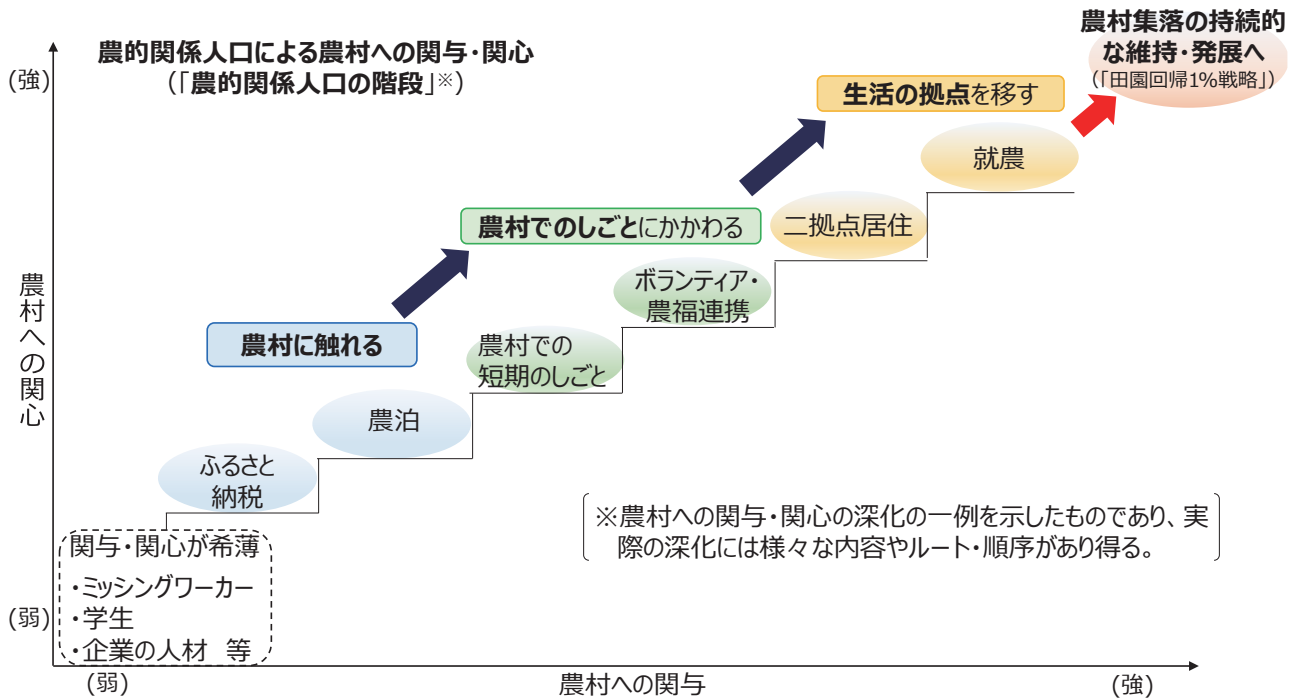 農的関係人口による農村への関与・関心
(「農的関係人口の階段」※)
農村集落の持続的
な維持・発展へ
(「田園回帰1%戦略」)
(強)
生活の拠点を移す
就農
農村でのしごとにかかわる
二拠点居住
ボランティア・
農福連携
農村に触れる
農村での
短期のしごと
農村への関心
農泊
ふるさと
納税
※農村への関与・関心の深化の一例を示したものであり、実
際の深化には様々な内容やルート・順序があり得る。
関与・関心が希薄
・ミッシングワーカー
・学生
・企業の人材 等
(弱)
(弱)
農村への関与
(強)